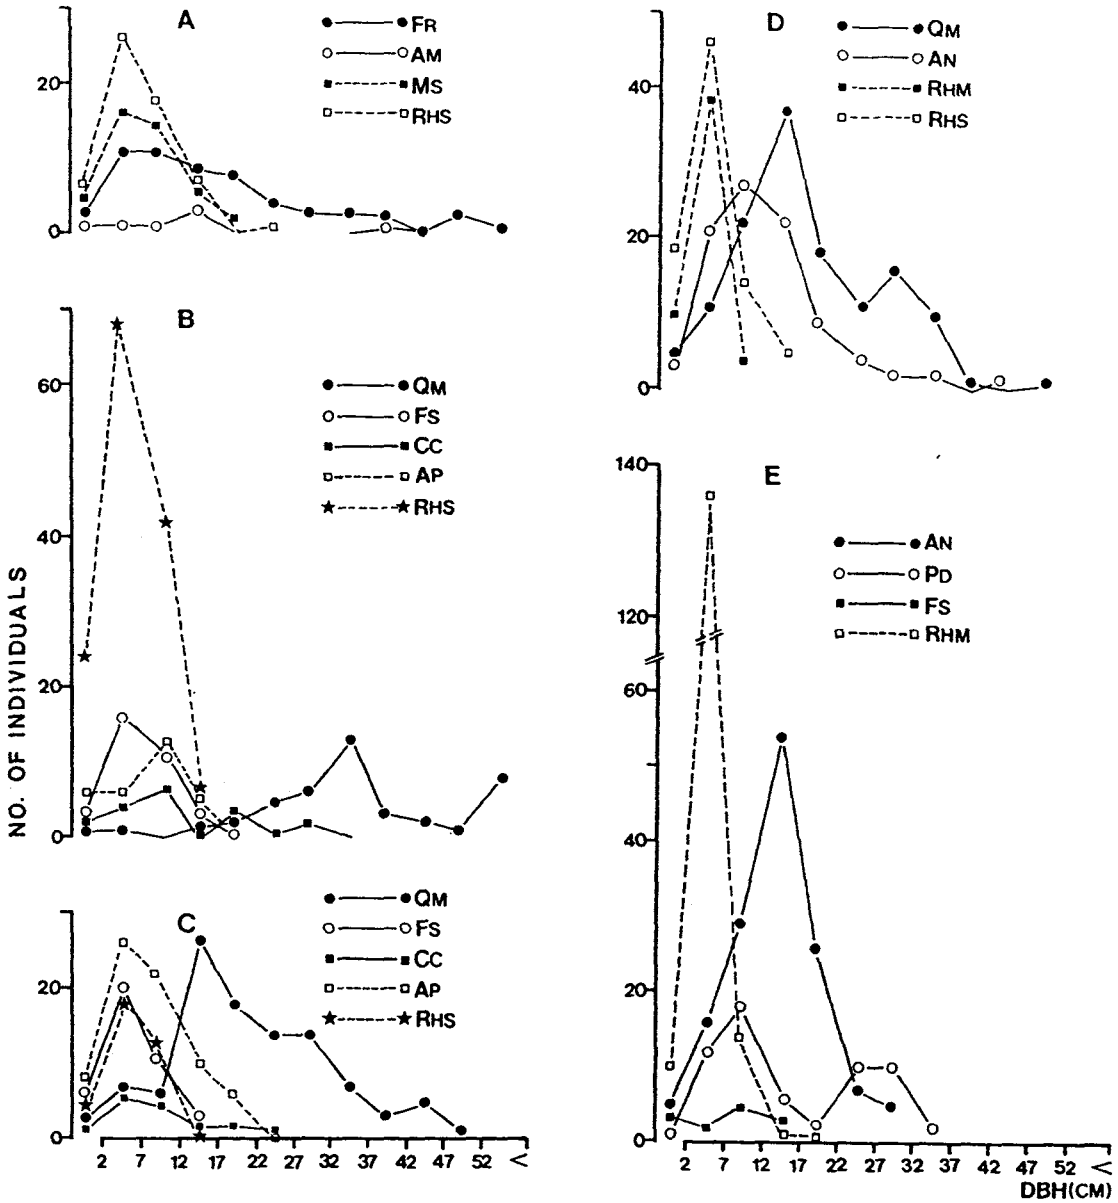 A
FR
AM
MS
RHS
20
0
B
QM
FS
CC
AP
RHS
60
40
20
0
NO. OF INDIVIDUALS
C
QM
FS
CC
AP
RHS
20
0
2 7 12 17 22 27 32 37 42 47 52 <
D
QM
AN
RHM
RHS
40
20
0
E
AN
PD
FS
RHM
140
120
60
40
20
0
2 7 12 17 22 27 32 37 42 47 52 <
DBH(CM)